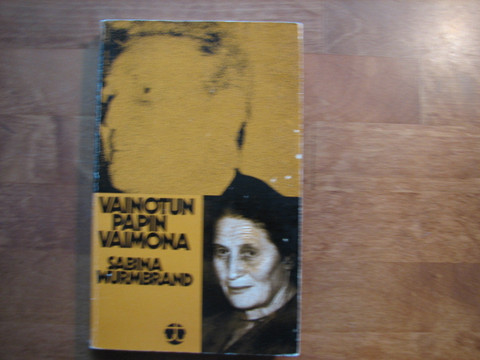 VAINOTUN
PAPIN
VAIMONA
SABINA
WURMBRAND